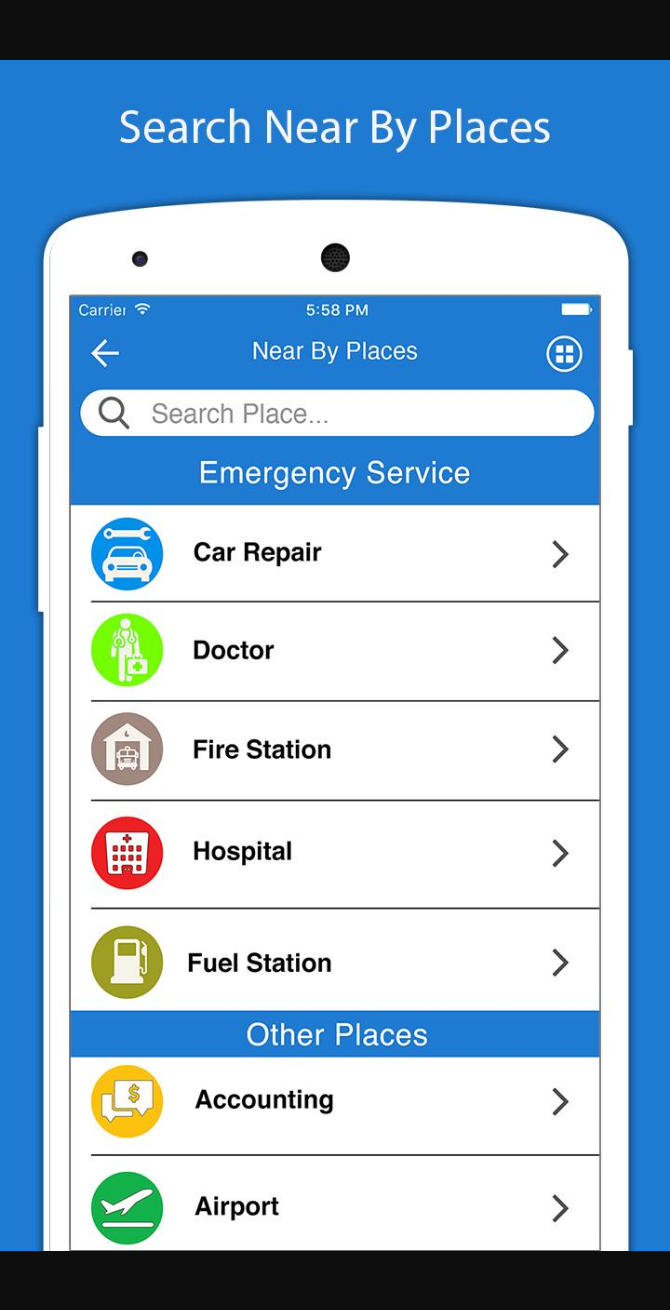 Search Near By Places
Carrier 5:58 PM
Near By Places
Search Place...
Emergency Service
Car Repair
Doctor
Fire Station
Hospital
Fuel Station
Other Places
$
Accounting
Airport